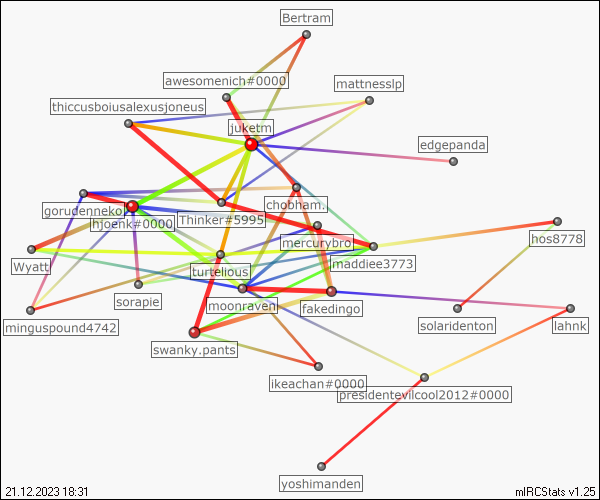 Bertram
awesomenich#0000
mattnesslp
thiccusboiusalexusjoneus
juketm
edgepanda
gorudenneko
chobham
hjoenk#0000
Thinker#5995
mercurybro
hos8778
Wyatt
maddiee3773
turtelious
sorapie
moonraven
fakedingo
minguspound4742
solaridenton
lahnk
swanky.pants
ikeachan#0000
presidentevilcool2012#0000
yoshimanden
21.12.2023 18:31
mIRCStats v1.25